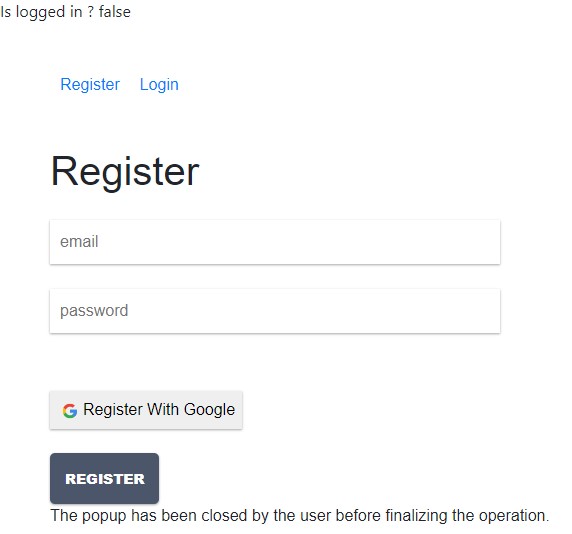 Is logged in ? false
Register Login
Register
email
password
Register With Google
REGISTER
The popup has been closed by the user before finalizing the operation.